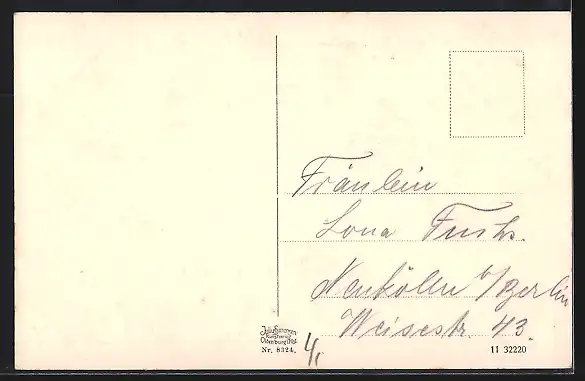 Fräulein
Lona Fuchs.
Neukölln b/Berlin
Weisestr. 43.
Nr. 8324.
11 32220